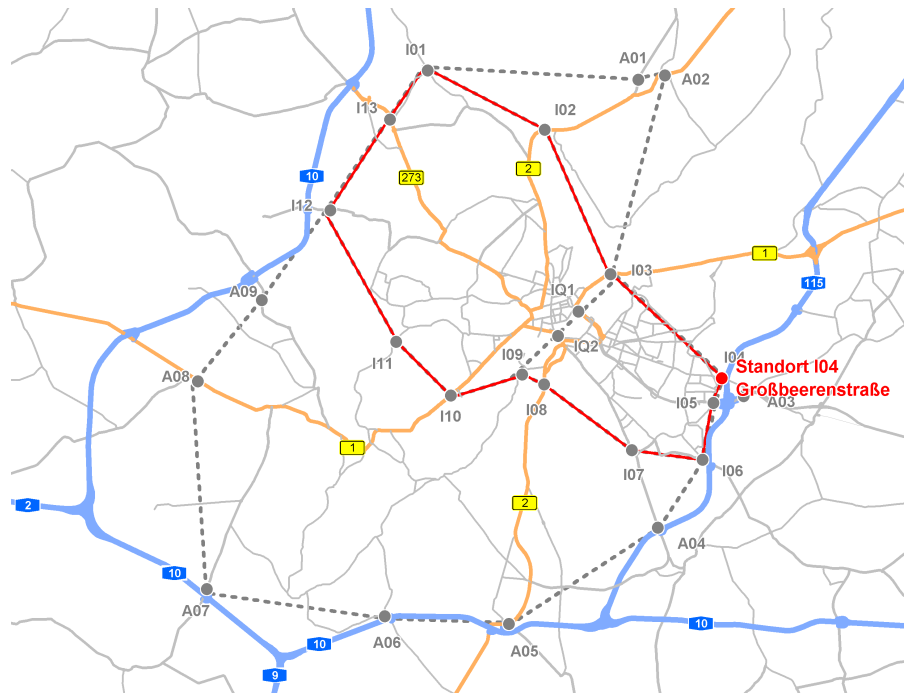 I01
A01
A02
I13
I02
2
273
10
I12
1
I03
115
A09
IQ1
IQ2
I04
I11
I09
Standort I04
Großbeerenstraße
A08
I05
A03
I10
I08
1
I07
I06
2
2
A04
10
A07
10
10
A06
A05
9